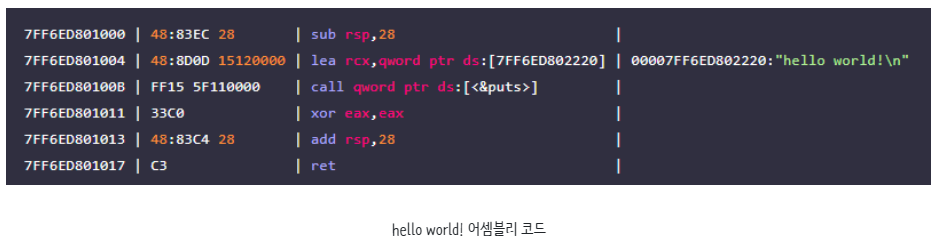 7FF6ED801000 | 48:83EC 28 | sub rsp,28 |
7FF6ED801004 | 48:8D0D 15120000 | lea rcx,qword ptr ds:[7FF6ED802220] | 00007FF6ED802220:"hello world!\n"
7FF6ED80100B | FF15 5F110000 | call qword ptr ds:[<&puts>] |
7FF6ED801011 | 33C0 | xor eax,eax |
7FF6ED801013 | 48:83C4 28 | add rsp,28 |
7FF6ED801017 | C3 | ret |
hello world! 어셈블리 코드